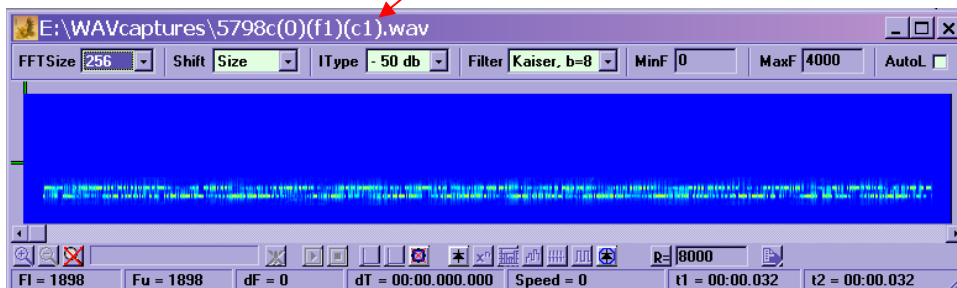 E:\WAVcaptures\5798c(0)(f1)(c1).wav
FFTSize 256 Shift Size IType - 50 db Filter Kaiser, b=8 MinF 0 MaxF 4000 AutoL
R= 8000
Fl = 1898 Fu = 1898 dF = 0 dT = 00:00.000.000 Speed = 0 t1 = 00:00.032 t2 = 00:00.032